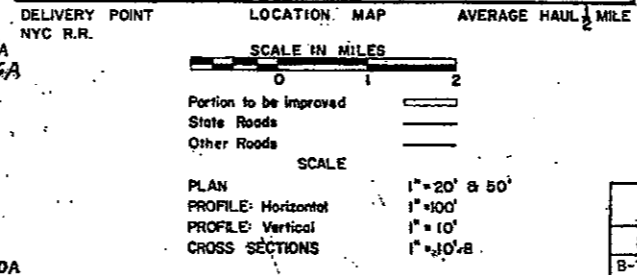 DELIVERY POINT LOCATION MAP AVERAGE HAUL ½ MILE
NYC R.R.
SCALE IN MILES
0 1 2
Portion to be improved
State Roads
Other Roads
SCALE
PLAN 1"=20' & 50'
PROFILE: Horizontal 1"=100'
PROFILE: Vertical 1"=10'
CROSS SECTIONS 1"=10'